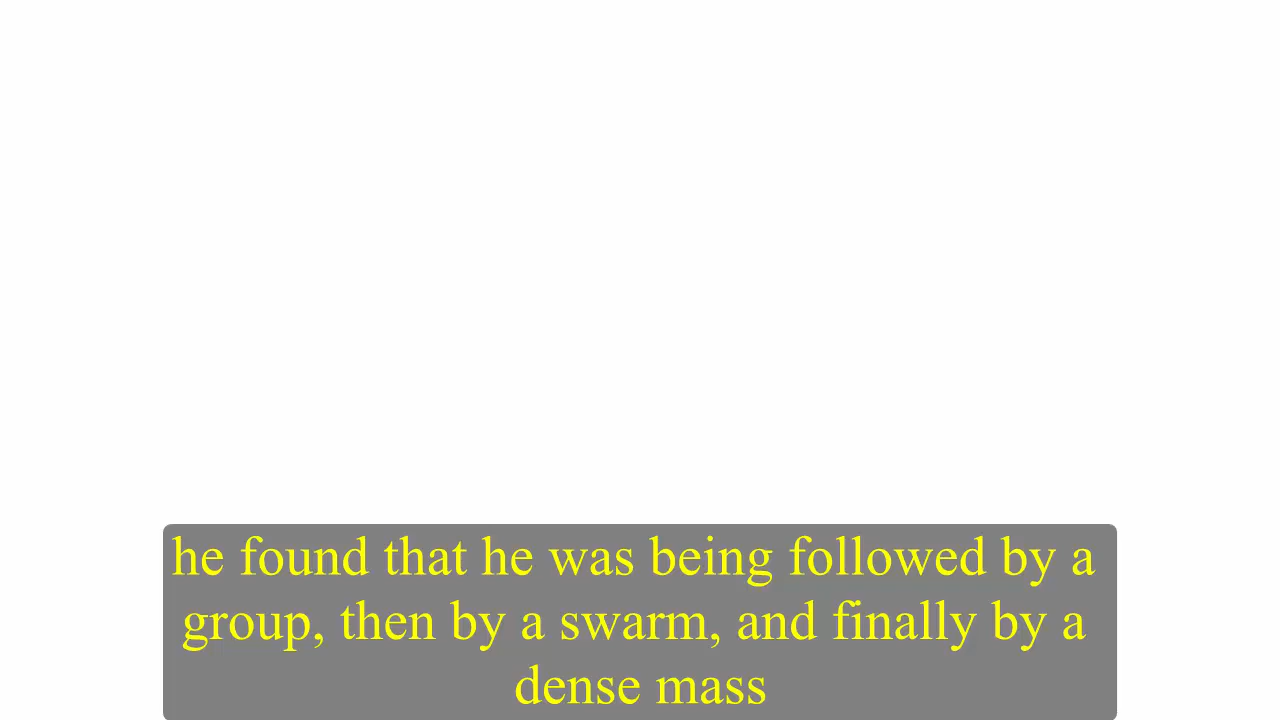 he found that he was being followed by a
group, then by a swarm, and finally by a
dense mass